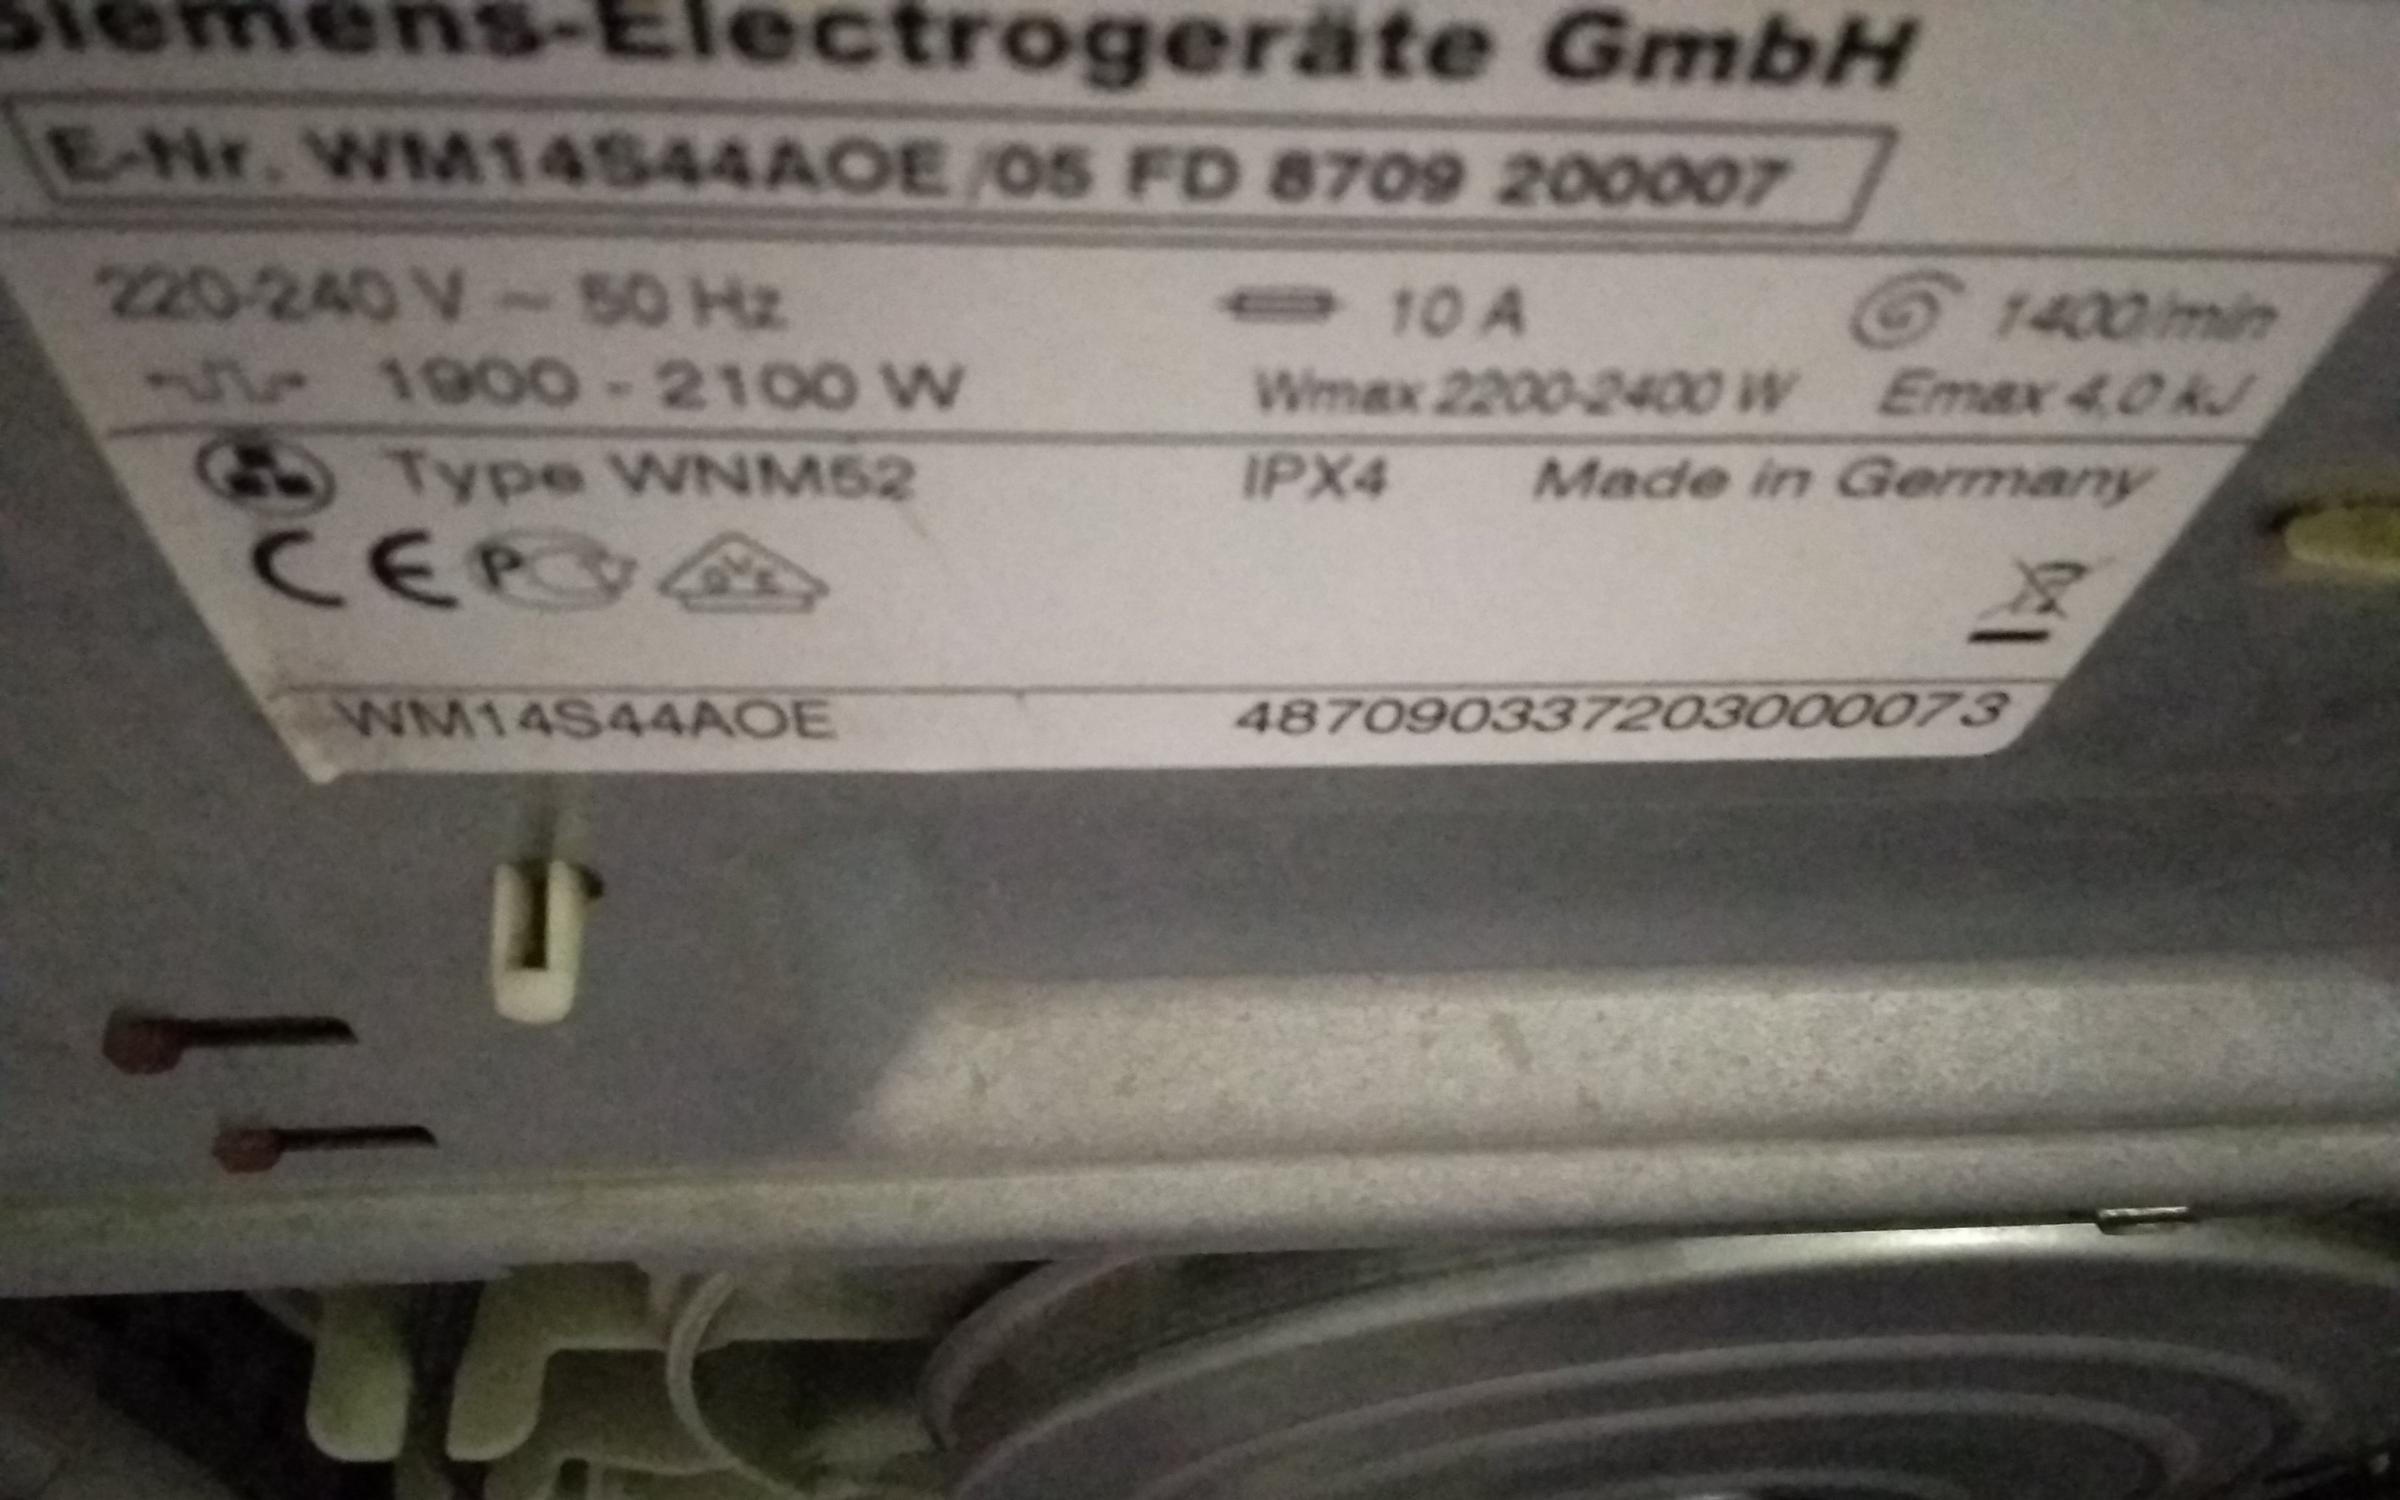 Siemens-Electrogeräte GmbH
E-Nr. WM14S44AOE /05 FD 8709 200007
220-240 V ~ 50 Hz 10 A 1400/min
1900 - 2100 W Wmax 2200-2400 W Emax 4,0 kJ
Type WNM52 IPX4 Made in Germany
CE P OVE
WM14S44AOE 487090337203000073